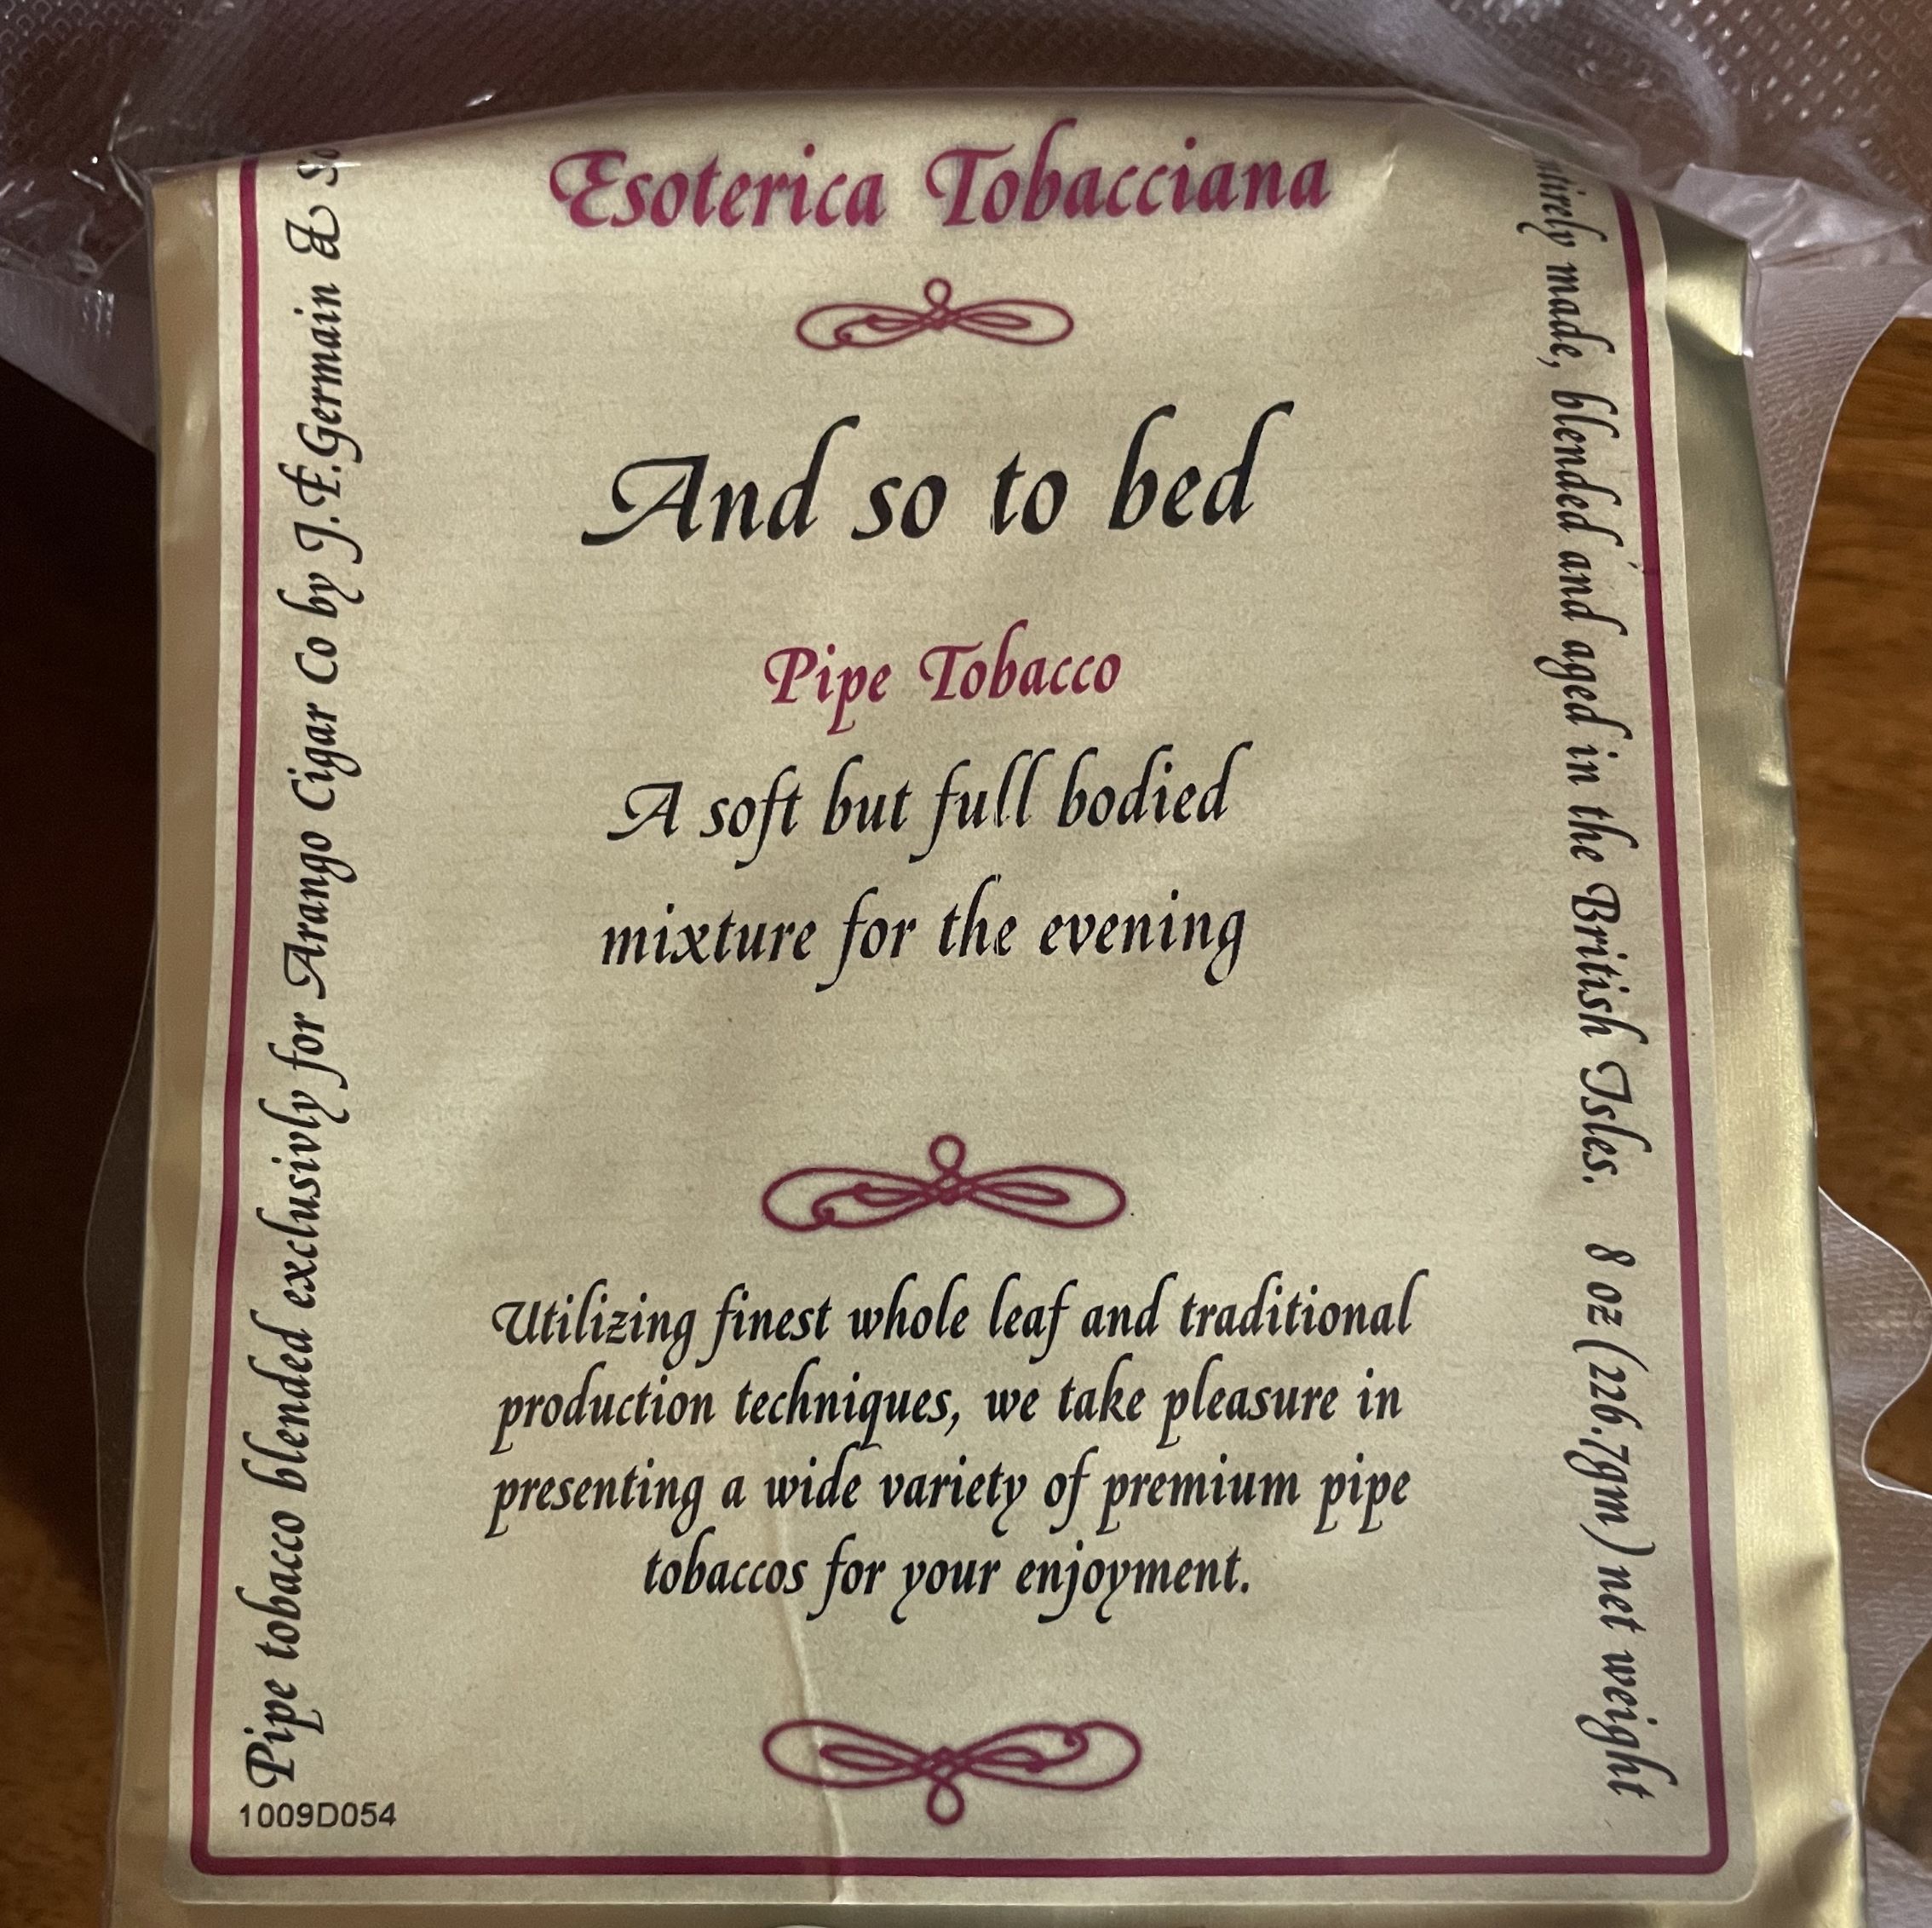 Esoterica Tobacciana
And so to bed
Pipe Tobacco
A soft but full bodied
mixture for the evening
Utilizing finest whole leaf and traditional
production techniques, we take pleasure in
presenting a wide variety of premium pipe
tobaccos for your enjoyment.
Pipe tobacco blended exclusivly for Arango Cigar Co by J.F.Germain &
made, blended and aged in the British Isles. 8 oz (226.7gm) net weight
1009D054